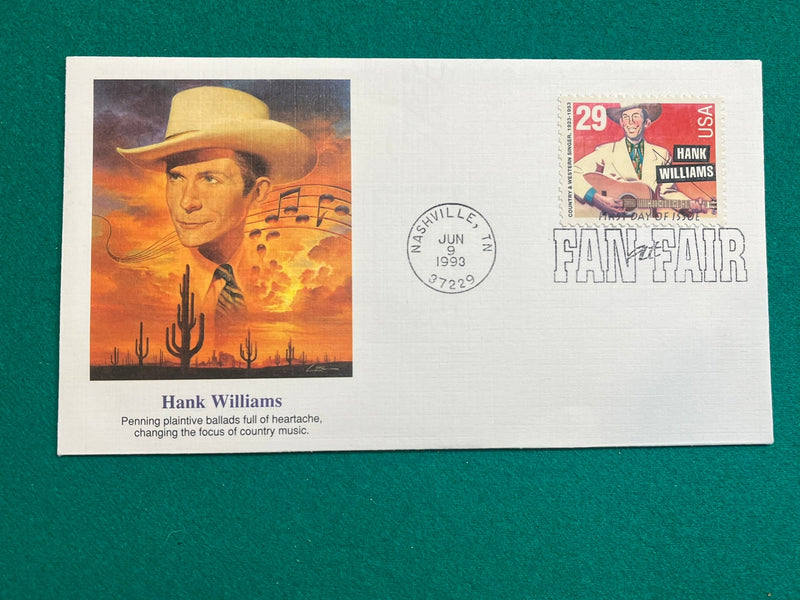 Hank Williams
Penning plaintive ballads full of heartache,
changing the focus of country music.
NASHVILLE, TN
JUN
9
1993
37229
29
USA
COUNTRY & WESTERN SINGER, 1923-1953
HANK
WILLIAMS
FIRST DAY OF ISSUE
FAN FAIR